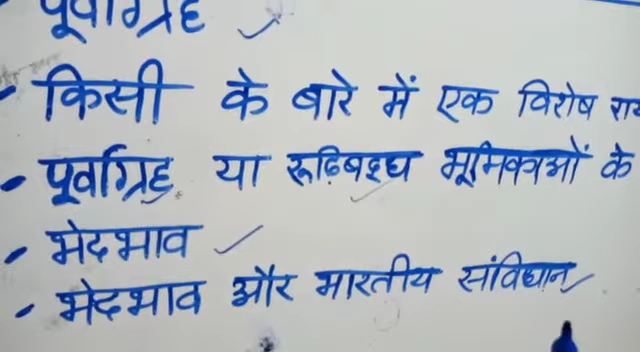 पूर्वाग्रह
किसी के बारे में एक विशेष
पूर्वाग्रह या रूढ़िबद्ध भूमिकाओं के
भेदभाव
भेदभाव और भारतीय संविधान